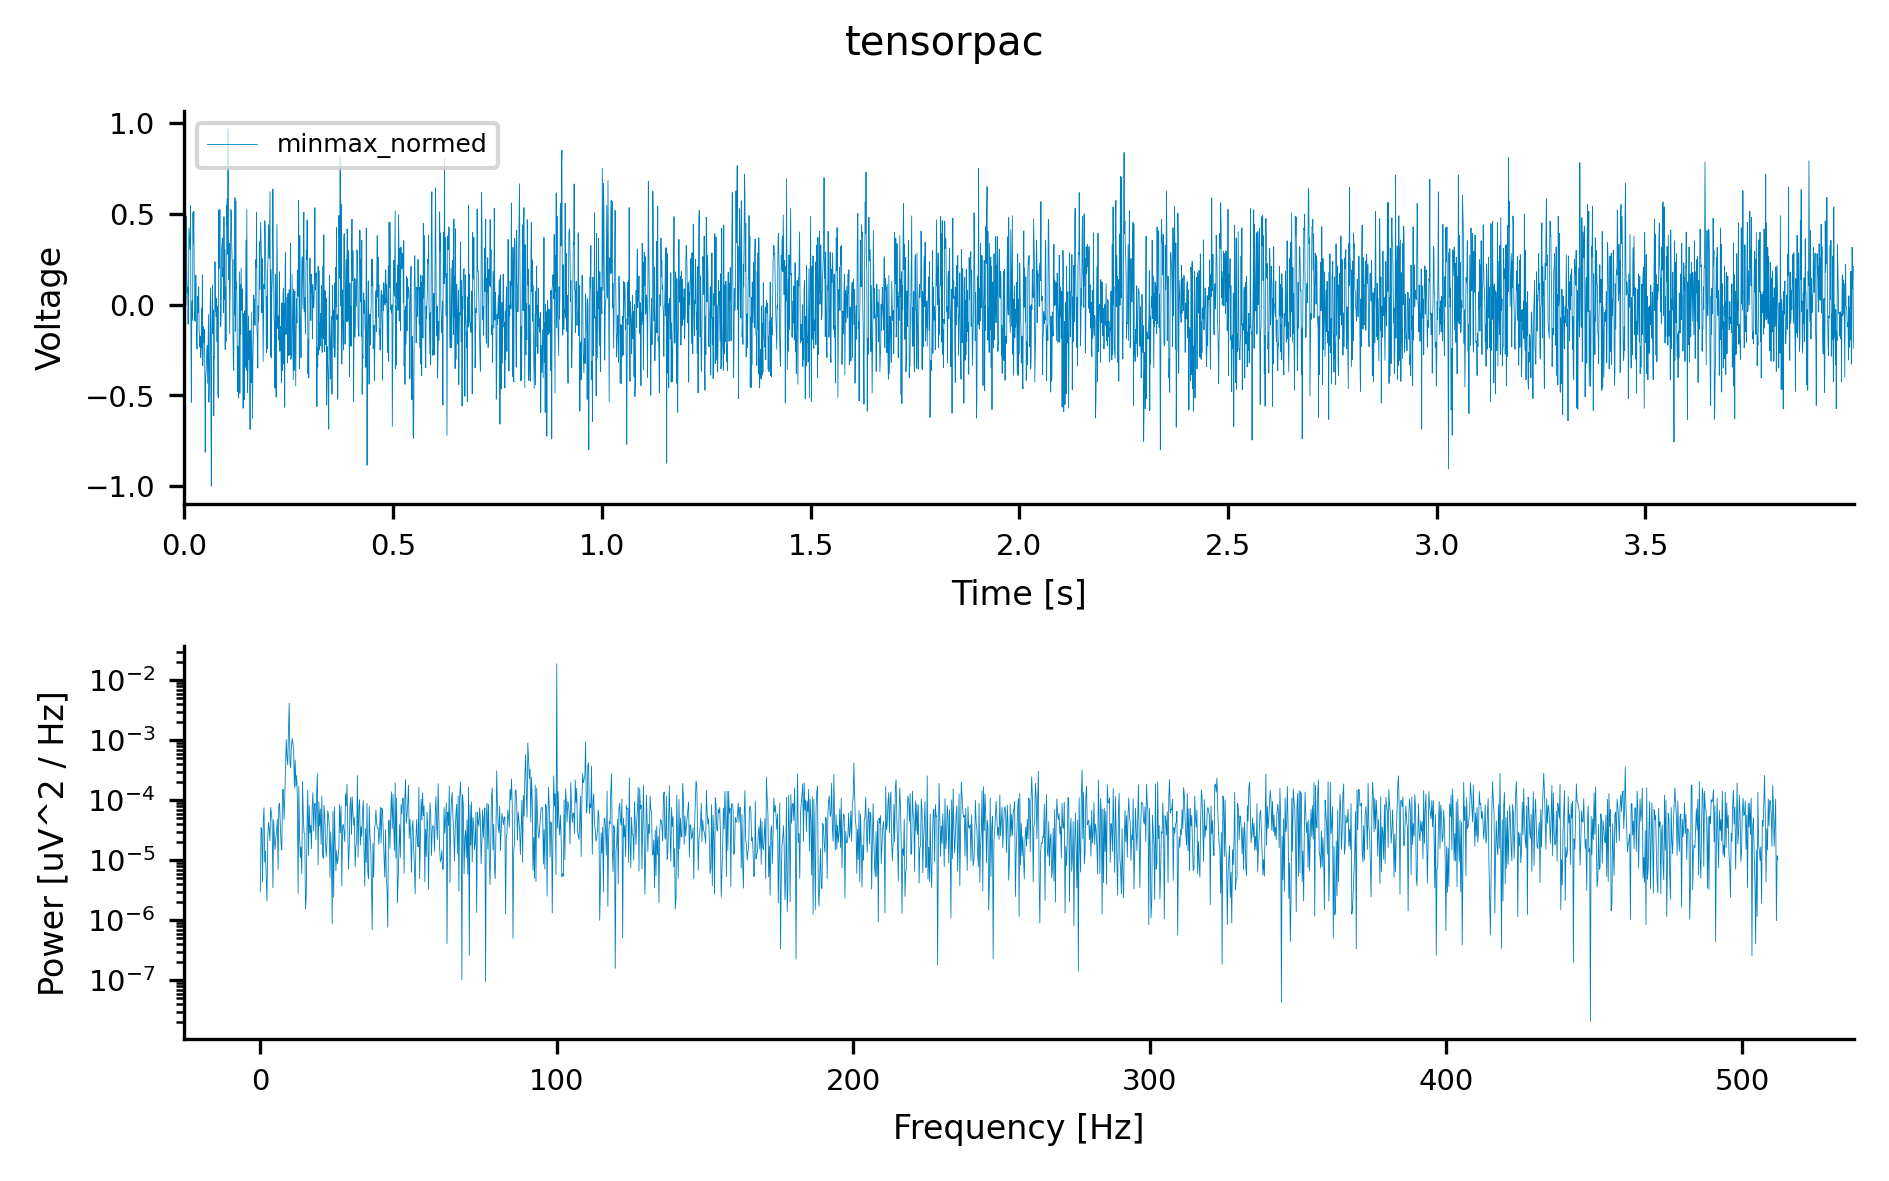 tensorpac
minmax_normed
Voltage
1.0
0.5
0.0
−0.5
−1.0
0.0 0.5 1.0 1.5 2.0 2.5 3.0 3.5
Time [s]
Power [uV^2 / Hz]
10⁻²
10⁻³
10⁻⁴
10⁻⁵
10⁻⁶
10⁻⁷
0 100 200 300 400 500
Frequency [Hz]